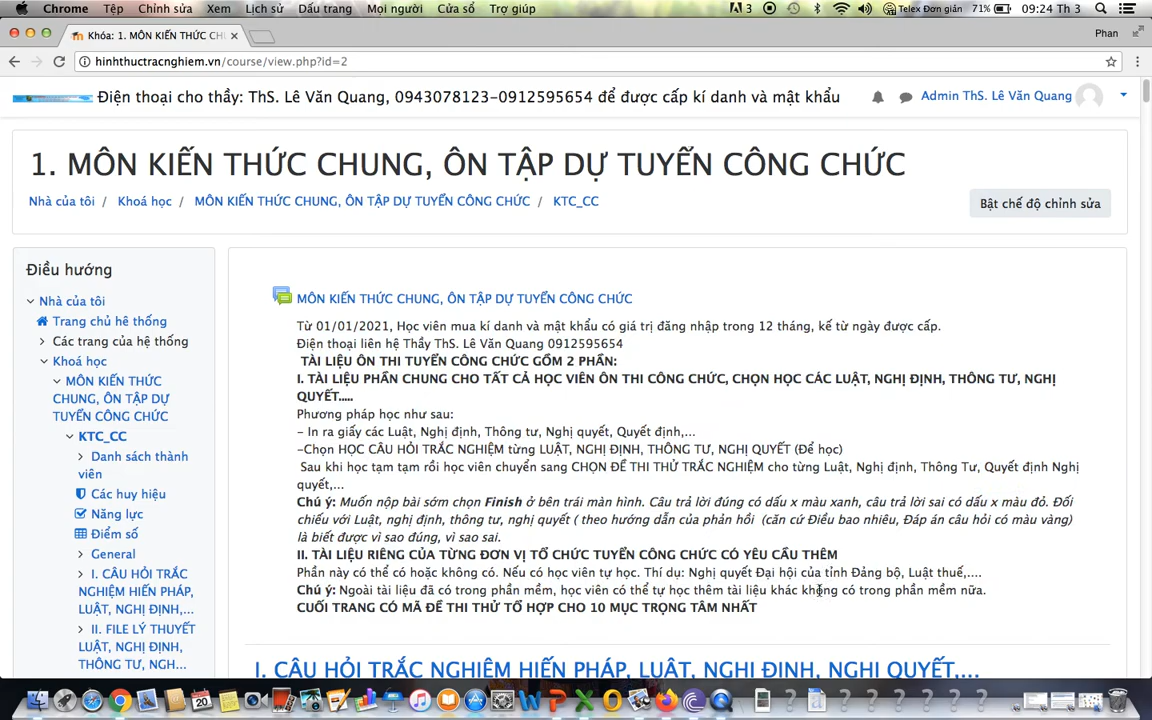 Chrome Tệp Chỉnh sửa Xem Lịch sử Dấu trang Mọi người Cửa sổ Trợ giúp 3 Telex Đơn giản 71% 09:24 Th 3
Khóa: 1. MÔN KIẾN THỨC CH Phan
hinhthuctracnghiem.vn/course/view.php?id=2
Điện thoại cho thầy: ThS. Lê Văn Quang, 0943078123-0912595654 để được cấp kí danh và mật khẩu Admin ThS. Lê Văn Quang
1. MÔN KIẾN THỨC CHUNG, ÔN TẬP DỰ TUYỂN CÔNG CHỨC
Nhà của tôi / Khoá học / MÔN KIẾN THỨC CHUNG, ÔN TẬP DỰ TUYỂN CÔNG CHỨC / KTC_CC
Bật chế độ chỉnh sửa
Điều hướng
Nhà của tôi
Trang chủ hệ thống
Các trang của hệ thống
Khoá học
MÔN KIẾN THỨC
CHUNG, ÔN TẬP DỰ
TUYỂN CÔNG CHỨC
KTC_CC
Danh sách thành
viên
Các huy hiệu
Năng lực
Điểm số
General
I. CÂU HỎI TRẮC
NGHIỆM HIẾN PHÁP,
LUẬT, NGHỊ ĐỊNH,...
II. FILE LÝ THUYẾT
LUẬT, NGHỊ ĐỊNH,
THÔNG TƯ, NGH...
MÔN KIẾN THỨC CHUNG, ÔN TẬP DỰ TUYỂN CÔNG CHỨC
Từ 01/01/2021, Học viên mua kí danh và mật khẩu có giá trị đăng nhập trong 12 tháng, kế từ ngày được cấp.
Điện thoại liên hệ Thầy ThS. Lê Văn Quang 0912595654
TÀI LIỆU ÔN THI TUYỂN CÔNG CHỨC GỒM 2 PHẦN:
I. TÀI LIỆU PHẦN CHUNG CHO TẤT CẢ HỌC VIÊN ÔN THI CÔNG CHỨC, CHỌN HỌC CÁC LUẬT, NGHỊ ĐỊNH, THÔNG TƯ, NGHỊ
QUYẾT.....
Phương pháp học như sau:
- In ra giấy các Luật, Nghị định, Thông tư, Nghị quyết, Quyết định,...
-Chọn HỌC CÂU HỎI TRẮC NGHIỆM từng LUẬT, NGHỊ ĐỊNH, THÔNG TƯ, NGHỊ QUYẾT (Để học)
Sau khi học tạm tạm rồi học viên chuyển sang CHỌN ĐỀ THI THỬ TRẮC NGHIỆM cho từng Luật, Nghị định, Thông Tư, Quyết định Nghị
quyết,...
Chú ý: Muốn nộp bài sớm chọn Finish ở bên trái màn hình. Câu trả lời đúng có dấu x màu xanh, câu trả lời sai có dấu x màu đỏ. Đối
chiếu với Luật, nghị định, thông tư, nghị quyết ( theo hướng dẫn của phản hồi (căn cứ Điều bao nhiêu, Đáp án câu hỏi có màu vàng)
là biết được vì sao đúng, vì sao sai.
II. TÀI LIỆU RIÊNG CỦA TỪNG ĐƠN VỊ TỔ CHỨC TUYỂN CÔNG CHỨC CÓ YÊU CẦU THÊM
Phần này có thể có hoặc không có. Nếu có học viên tự học. Thí dụ: Nghị quyết Đại hội của tỉnh Đảng bộ, Luật thuế,....
Chú ý: Ngoài tài liệu đã có trong phần mềm, học viên có thể tự học thêm tài liệu khác không có trong phần mềm nữa.
CUỐI TRANG CÓ MÃ ĐỀ THI THỬ TỔ HỢP CHO 10 MỤC TRỌNG TÂM NHẤT
I. CÂU HỎI TRẮC NGHIỆM HIẾN PHÁP, LUẬT, NGHỊ ĐỊNH, NGHỊ QUYẾT,...